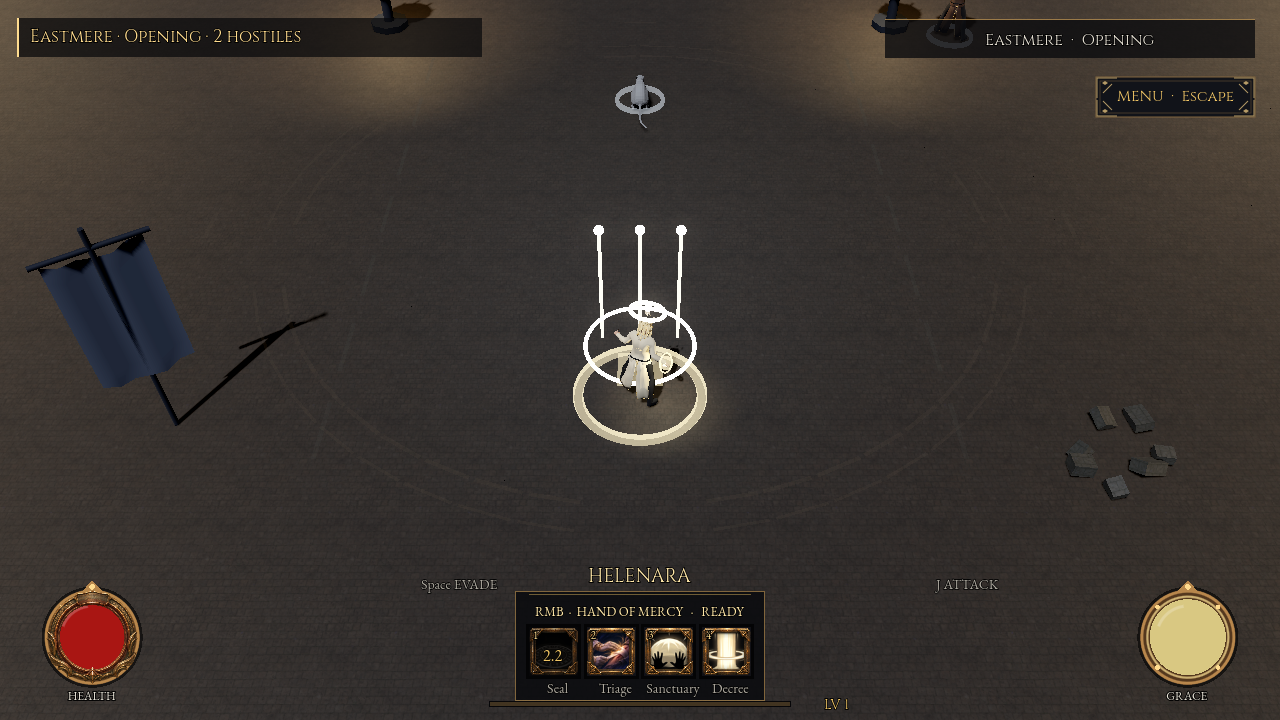 Eastmere · Opening · 2 hostiles
Eastmere · Opening
MENU · Escape
Space EVADE
HELENARA
J ATTACK
RMB · HAND OF MERCY · READY
1 2 3 4
2.2
Seal Triage Sanctuary Decree
HEALTH
GRACE
LV 1